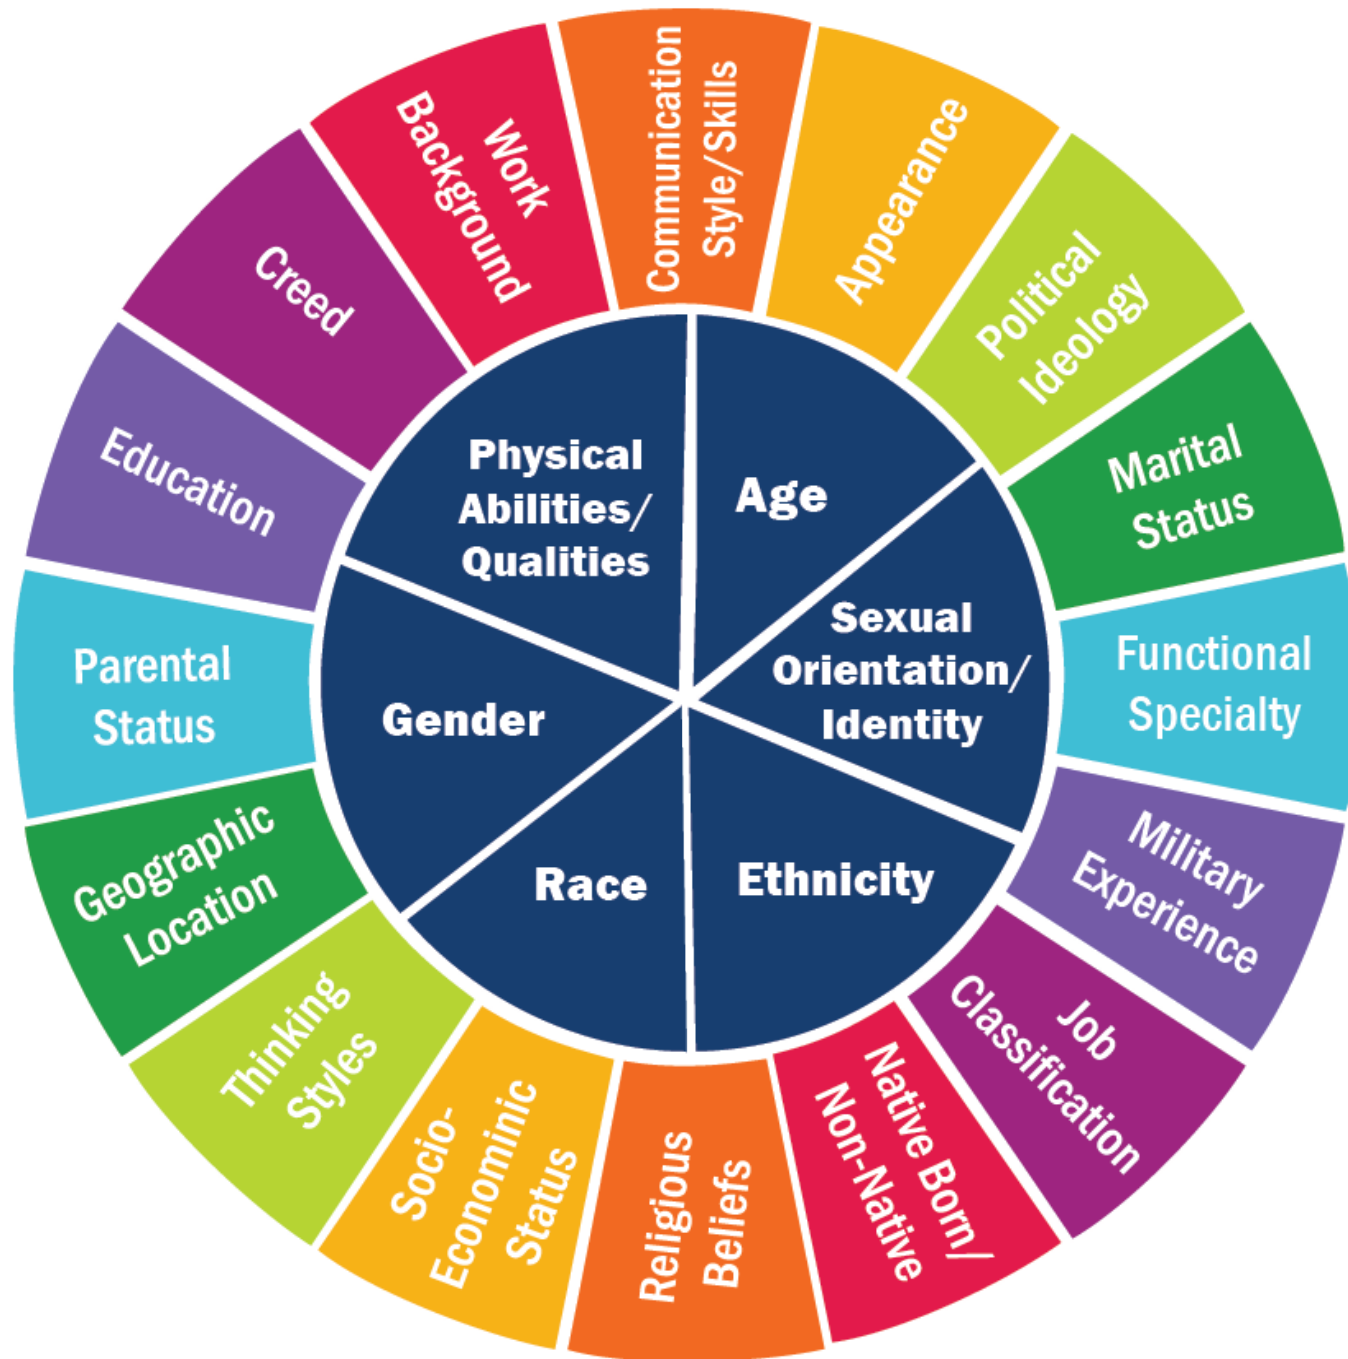 Communication
Style/Skills
Appearance
Political
Ideology
Marital
Status
Functional
Specialty
Military
Experience
Job
Classification
Native Born/
Non-Native
Religious
Beliefs
Socio-
Econominic
Status
Thinking
Styles
Geographic
Location
Parental
Status
Education
Creed
Work
Background
Age
Sexual
Orientation/
Identity
Ethnicity
Race
Gender
Physical
Abilities/
Qualities